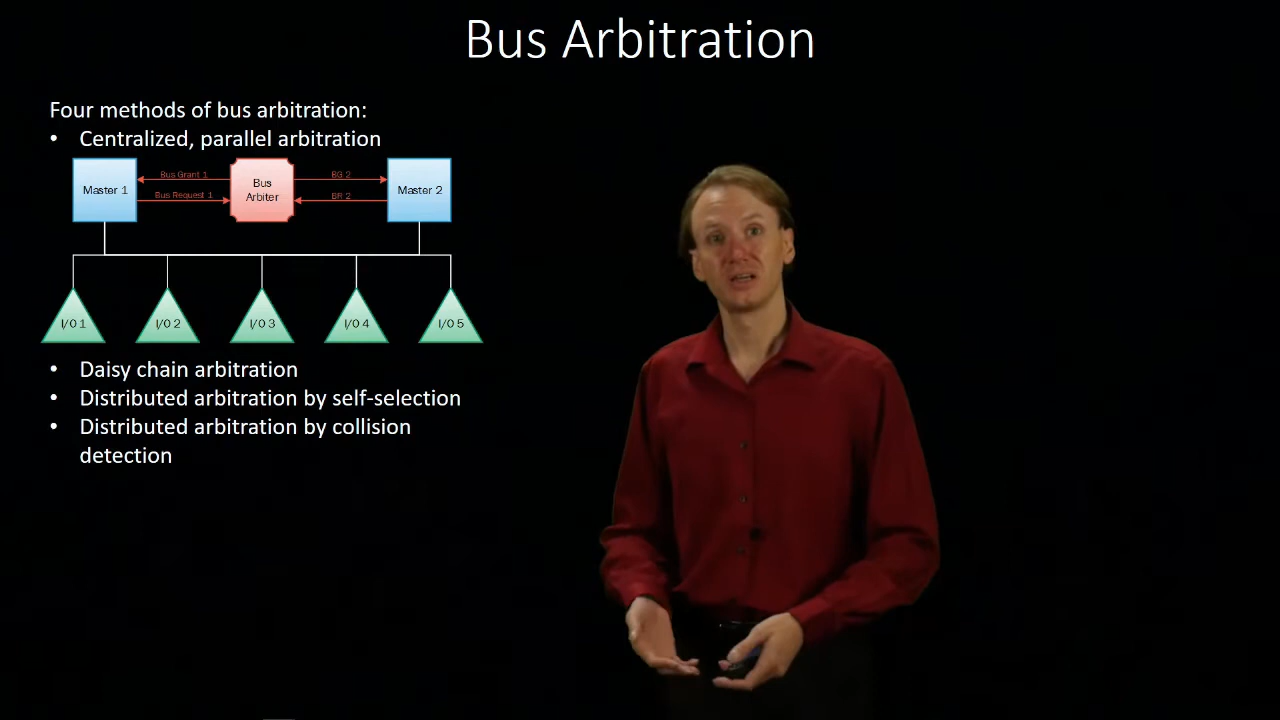 Bus Arbitration
Four methods of bus arbitration:
• Centralized, parallel arbitration
Master 1
Bus Grant 1
Bus Request 1
Bus
Arbiter
BG 2
BR 2
Master 2
I/O 1
I/O 2
I/O 3
I/O 4
I/O 5
• Daisy chain arbitration
• Distributed arbitration by self-selection
• Distributed arbitration by collision
detection